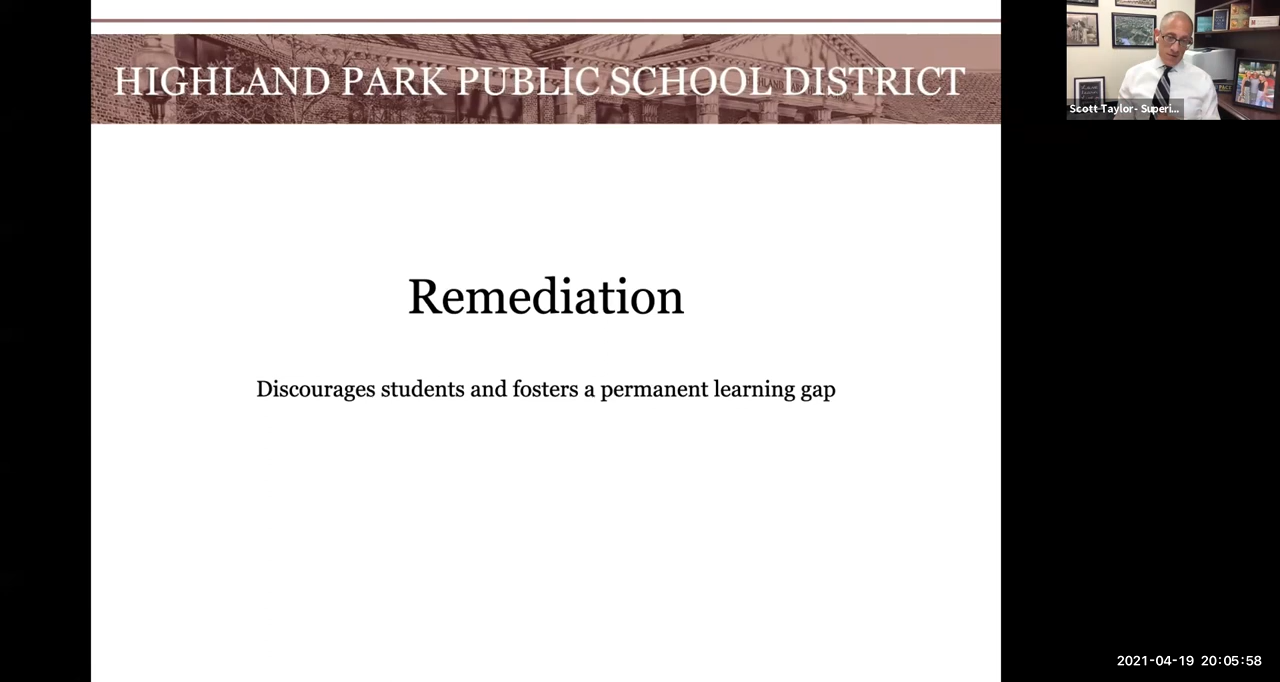 HIGHLAND PARK PUBLIC SCHOOL DISTRICT
Scott Taylor- Superi...
Remediation
Discourages students and fosters a permanent learning gap
2021-04-19 20:05:58